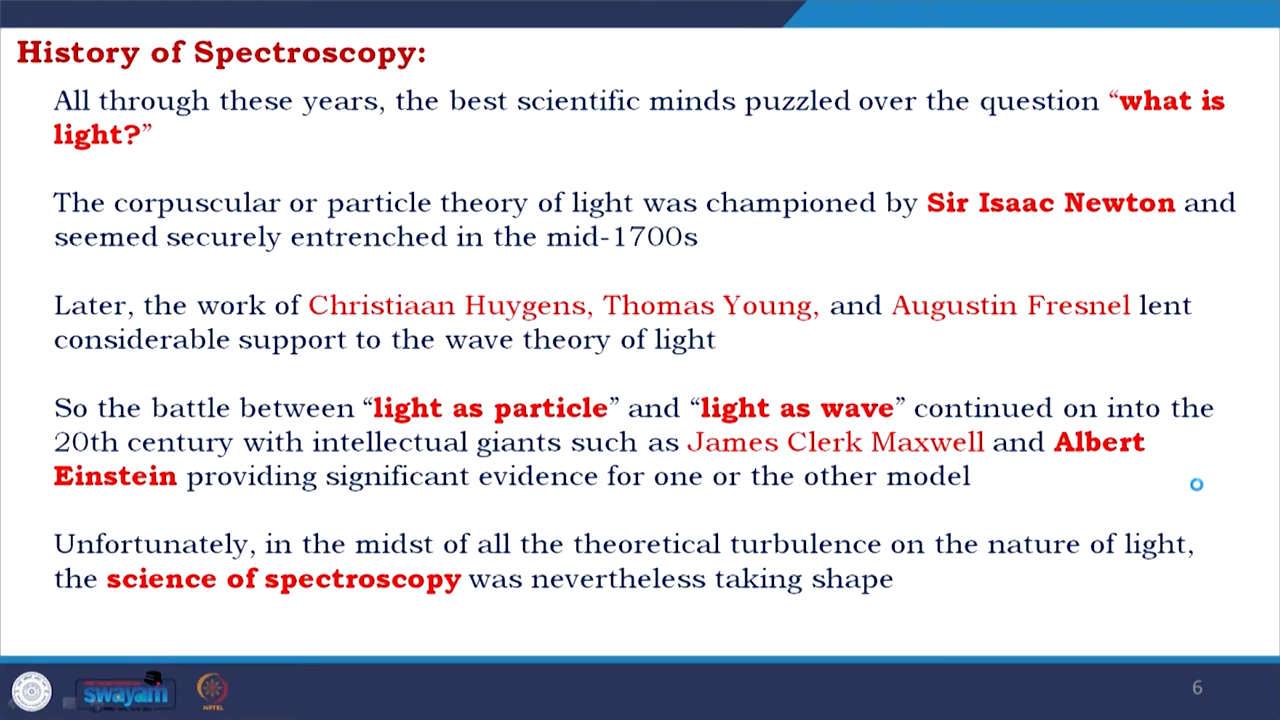 History of Spectroscopy:
All through these years, the best scientific minds puzzled over the question “what is
light?”
The corpuscular or particle theory of light was championed by Sir Isaac Newton and
seemed securely entrenched in the mid-1700s
Later, the work of Christiaan Huygens, Thomas Young, and Augustin Fresnel lent
considerable support to the wave theory of light
So the battle between “light as particle” and “light as wave” continued on into the
20th century with intellectual giants such as James Clerk Maxwell and Albert
Einstein providing significant evidence for one or the other model
Unfortunately, in the midst of all the theoretical turbulence on the nature of light,
the science of spectroscopy was nevertheless taking shape
swayam
NPTEL
6